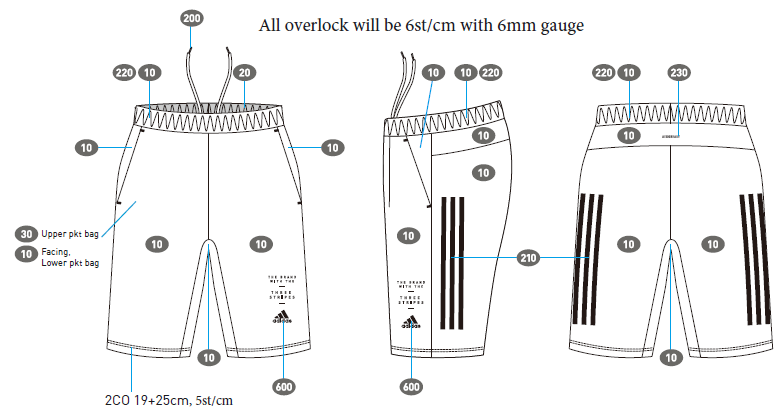 All overlock will be 6st/cm with 6mm gauge
200
220 10 20
10 10 220
220 10 230
10 10
10 10
10
30 Upper pkt bag
10 Facing,
Lower pkt bag
10 10
10
10 10
210
THE BRAND
WITH THE
THREE
STRIPES
adidas
THE BRAND
WITH THE
THREE
STRIPES
adidas
10
10
600
600
2CO 19+25cm, 5st/cm